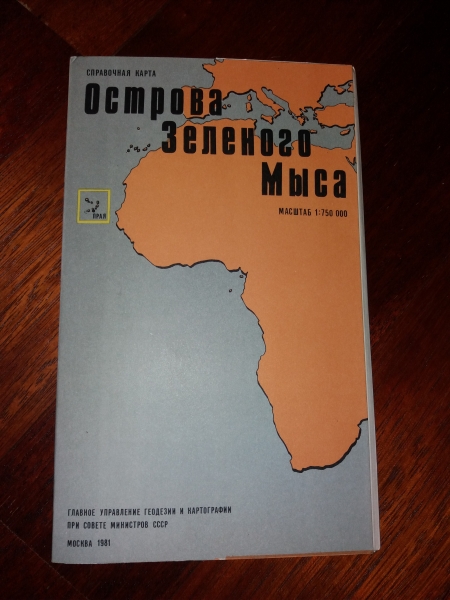 СПРАВОЧНАЯ КАРТА
Острова
Зеленого
Мыса
МАСШТАБ 1:750 000
ПРАЯ
ГЛАВНОЕ УПРАВЛЕНИЕ ГЕОДЕЗИИ И КАРТОГРАФИИ
ПРИ СОВЕТЕ МИНИСТРОВ СССР
МОСКВА 1981